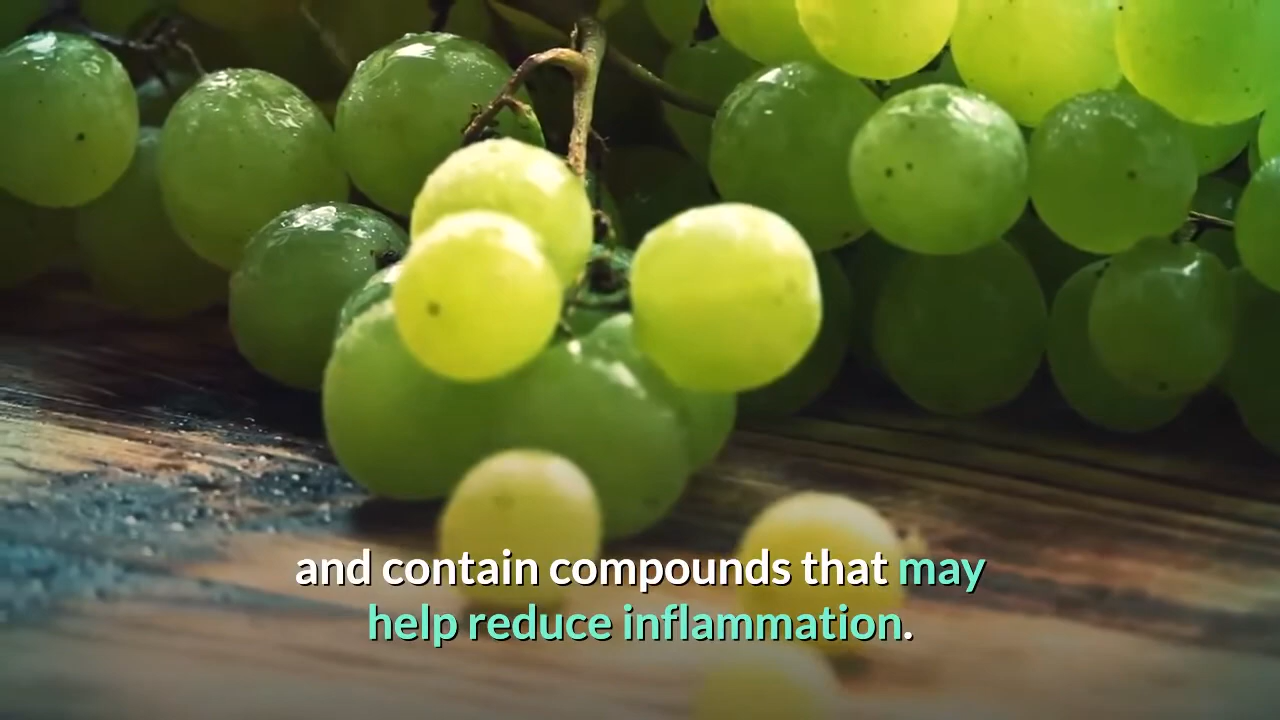 and contain compounds that may
help reduce inflammation.